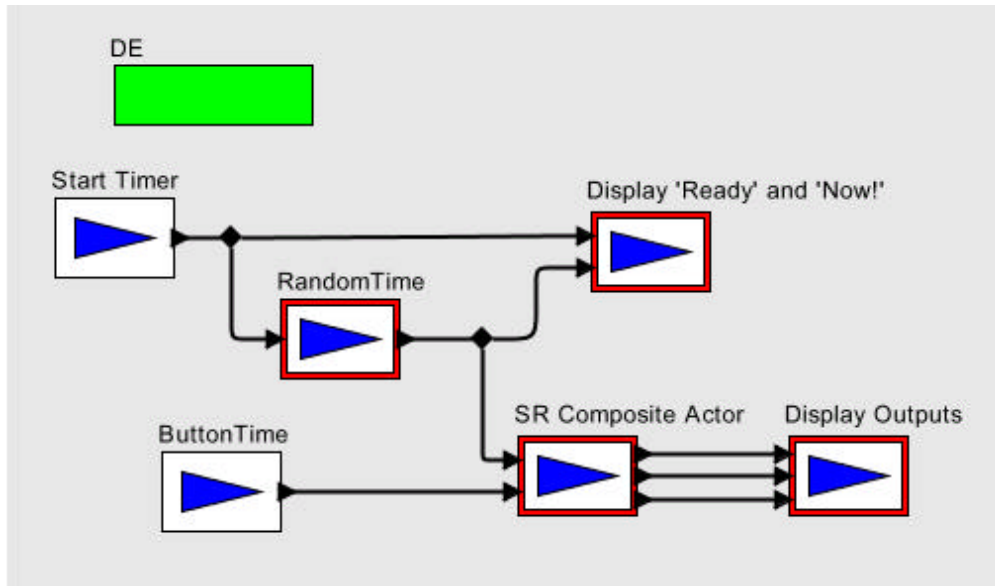 DE
Start Timer
Display 'Ready' and 'Now!'
RandomTime
SR Composite Actor
Display Outputs
ButtonTime